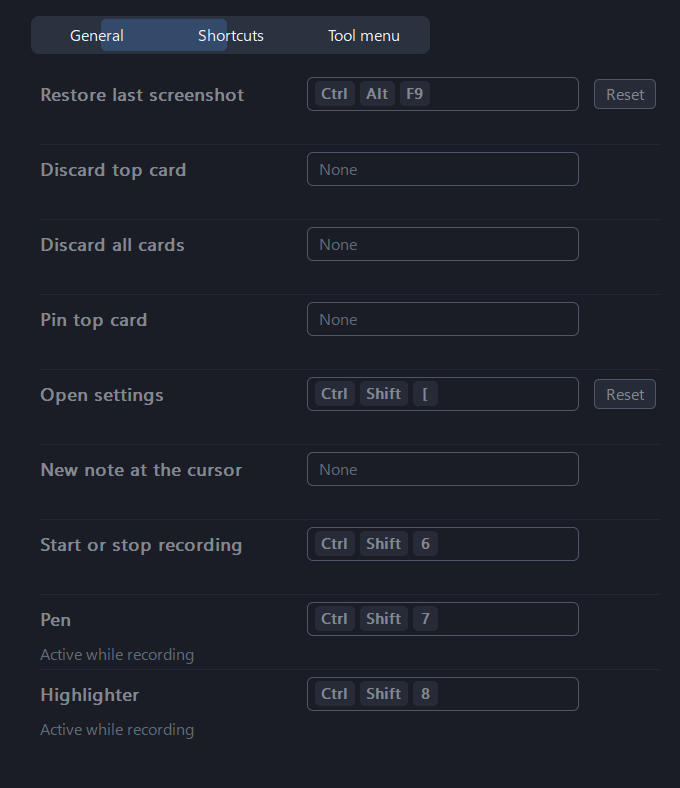 General Shortcuts Tool menu
Restore last screenshot Ctrl Alt F9 Reset
Discard top card None
Discard all cards None
Pin top card None
Open settings Ctrl Shift [ Reset
New note at the cursor None
Start or stop recording Ctrl Shift 6
Pen Ctrl Shift 7
Active while recording
Highlighter Ctrl Shift 8
Active while recording